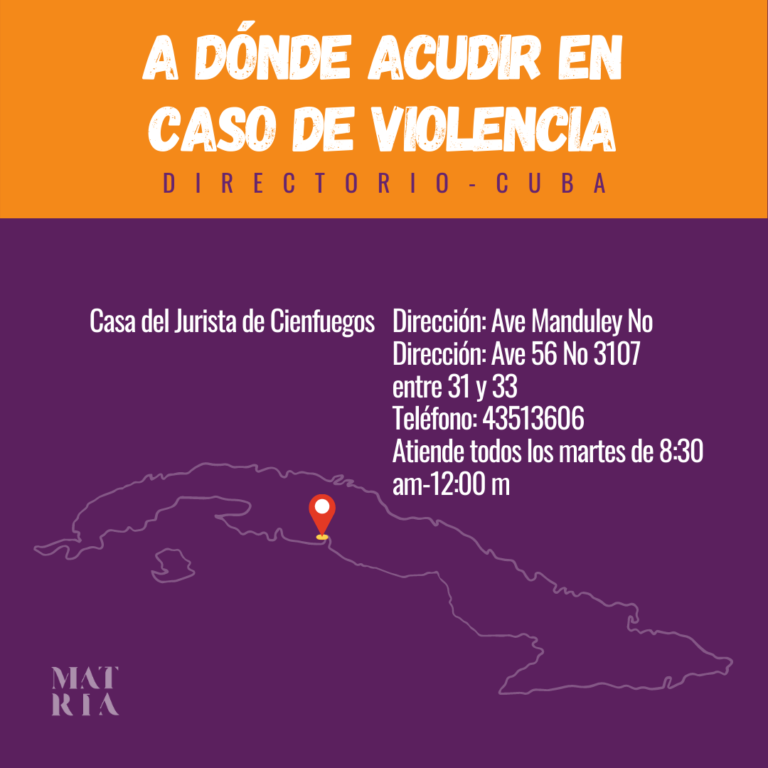 A DÓNDE ACUDIR EN
CASO DE VIOLENCIA
DIRECTORIO-CUBA
Casa del Jurista de Cienfuegos
Dirección: Ave Manduley No
Dirección: Ave 56 No 3107
entre 31 y 33
Teléfono: 43513606
Atiende todos los martes de 8:30
am-12:00 m
MAT
RIA